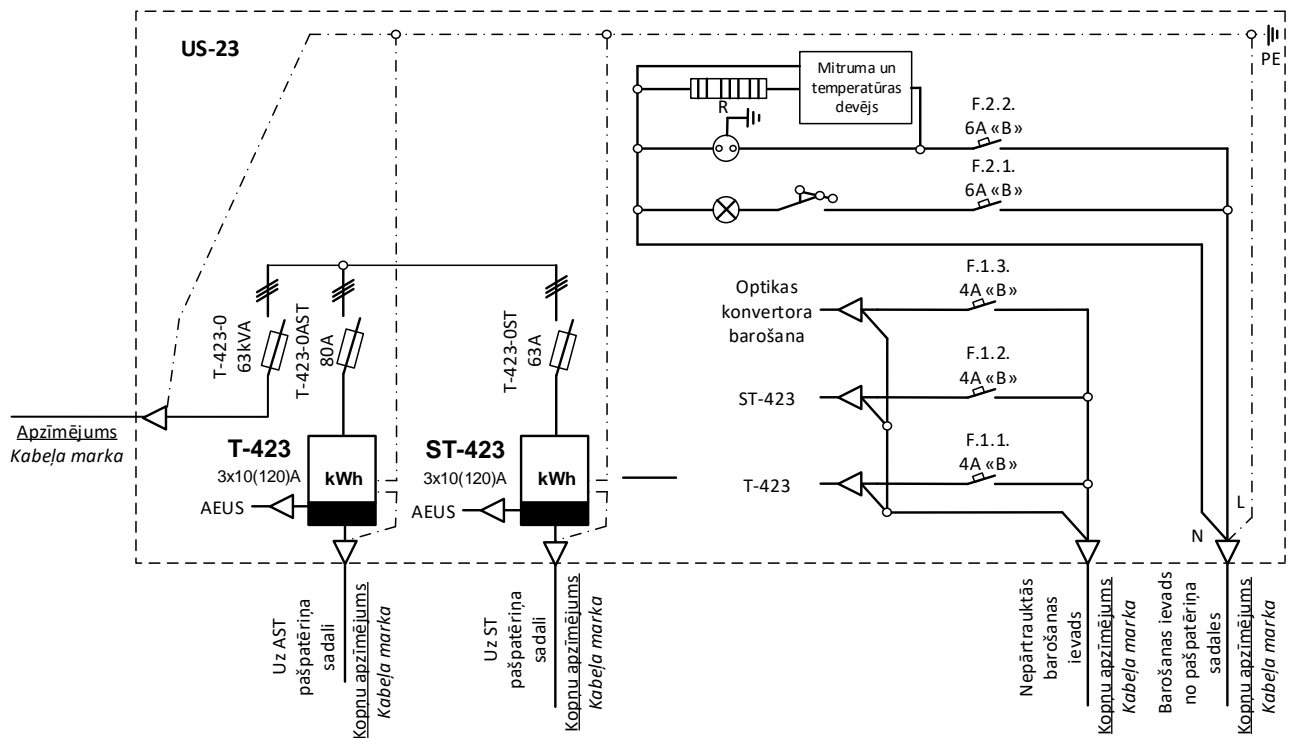 US-23
PE
Mitruma un
temperatūras
devējs
R
F.2.2.
6A «B»
F.2.1.
6A «B»
F.1.3.
4A «B»
Optikas
konvertora
barošana
F.1.2.
4A «B»
ST-423
F.1.1.
4A «B»
T-423
T-423-0
63kVA
T-423-0AST
80A
T-423-0ST
63A
Apzīmējums
Kabeļa marka
T-423
3x10(120)A
kWh
AEUS
ST-423
3x10(120)A
kWh
AEUS
N
L
Uz AST
pašpatēriņa
sadali
Kopņu apzīmējums
Kabeļa marka
Uz ST
pašpatēriņa
sadali
Kopņu apzīmējums
Kabeļa marka
Nepārtrauktās
barošanas
ievads
Kopņu apzīmējums
Kabeļa marka
Barošanas ievads
no pašpatēriņa
sadales
Kopņu apzīmējums
Kabeļa marka